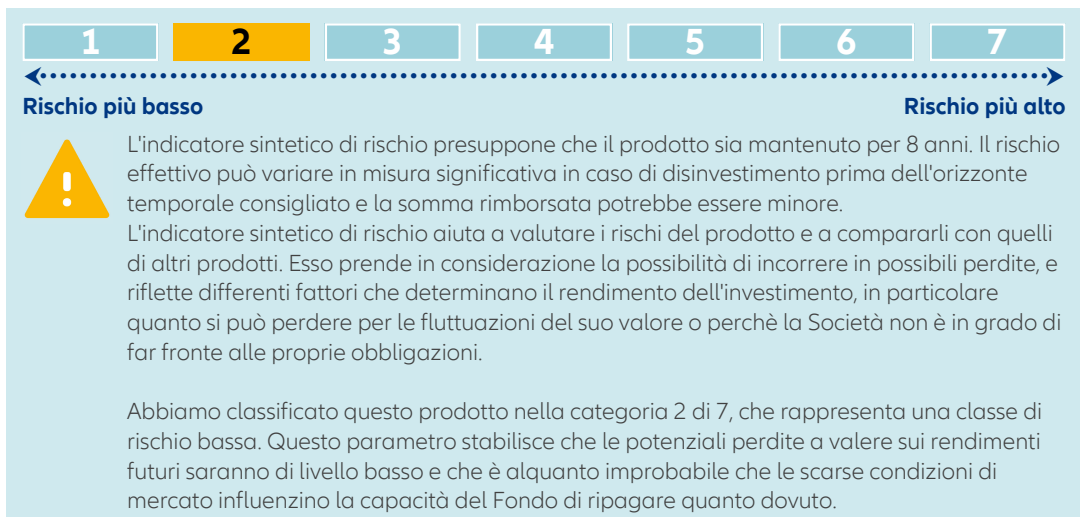 1 2 3 4 5 6 7
Rischio più basso Rischio più alto
L'indicatore sintetico di rischio presuppone che il prodotto sia mantenuto per 8 anni. Il rischio
effettivo può variare in misura significativa in caso di disinvestimento prima dell'orizzonte
temporale consigliato e la somma rimborsata potrebbe essere minore.
L'indicatore sintetico di rischio aiuta a valutare i rischi del prodotto e a compararli con quelli
di altri prodotti. Esso prende in considerazione la possibilità di incorrere in possibili perdite, e
riflette differenti fattori che determinano il rendimento dell'investimento, in particolare
quanto si può perdere per le fluttuazioni del suo valore o perchè la Società non è in grado di
far fronte alle proprie obbligazioni.
Abbiamo classificato questo prodotto nella categoria 2 di 7, che rappresenta una classe di
rischio bassa. Questo parametro stabilisce che le potenziali perdite a valere sui rendimenti
futuri saranno di livello basso e che è alquanto improbabile che le scarse condizioni di
mercato influenzino la capacità del Fondo di ripagare quanto dovuto.